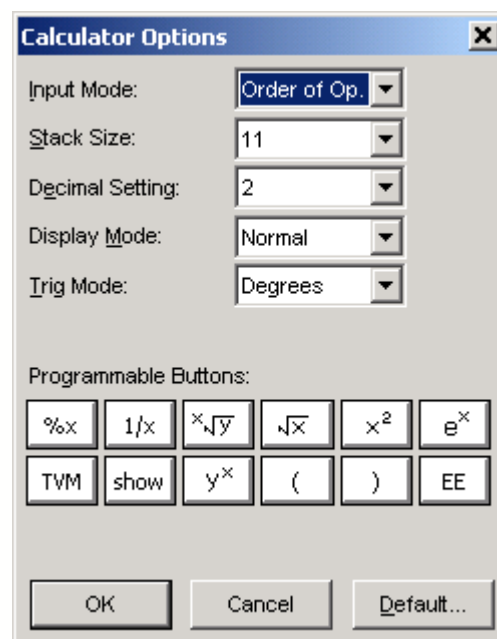 Calculator Options
Input Mode: Order of Op.
Stack Size: 11
Decimal Setting: 2
Display Mode: Normal
Trig Mode: Degrees
Programmable Buttons:
%x 1/x ˣ√y √x x² eˣ
TVM show yˣ ( ) EE
OK Cancel Default...